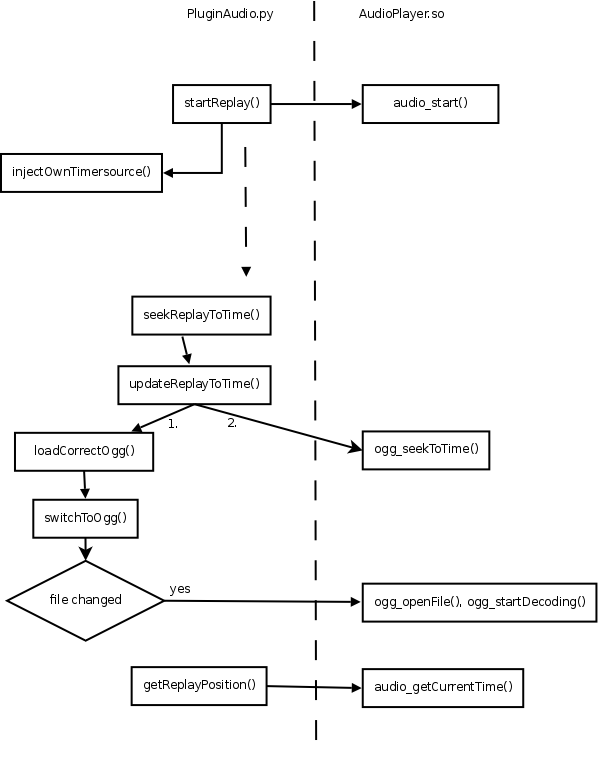 PluginAudio.py
AudioPlayer.so
startReplay()
audio_start()
injectOwnTimersource()
seekReplayToTime()
updateReplayToTime()
1.
2.
loadCorrectOgg()
ogg_seekToTime()
switchToOgg()
file changed
yes
ogg_openFile(), ogg_startDecoding()
getReplayPosition()
audio_getCurrentTime()